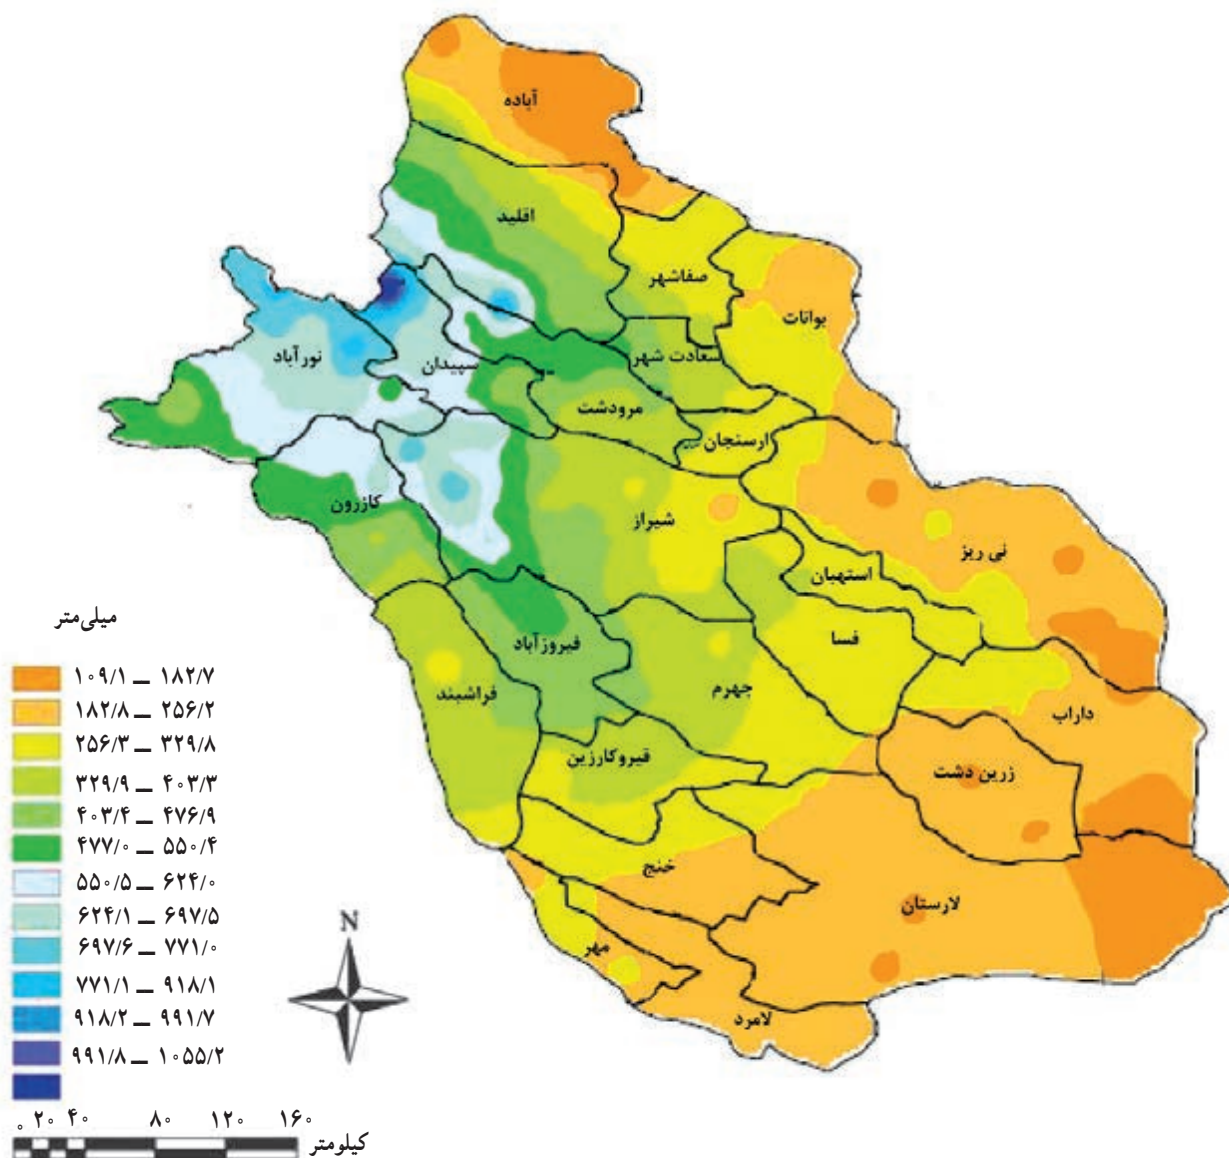 آباده
اقلید
صفاشهر
بوانات
نورآباد
سپیدان
سعادت شهر
مرودشت
ارسنجان
کازرون
شیراز
نی ریز
استهبان
فسا
فیروزآباد
جهرم
فراشبند
داراب
قیروکارزین
زرین دشت
خنج
لارستان
مهر
لامرد
N
میلی‌متر
۱۰۹/۱ – ۱۸۲/۷
۱۸۲/۸ – ۲۵۶/۲
۲۵۶/۳ – ۳۲۹/۸
۳۲۹/۹ – ۴۰۳/۳
۴۰۳/۴ – ۴۷۶/۹
۴۷۷/۰ – ۵۵۰/۴
۵۵۰/۵ – ۶۲۴/۰
۶۲۴/۱ – ۶۹۷/۵
۶۹۷/۶ – ۷۷۱/۰
۷۷۱/۱ – ۹۱۸/۱
۹۱۸/۲ – ۹۹۱/۷
۹۹۱/۸ – ۱۰۵۵/۲
۰ ۲۰ ۴۰ ۸۰ ۱۲۰ ۱۶۰
کیلومتر